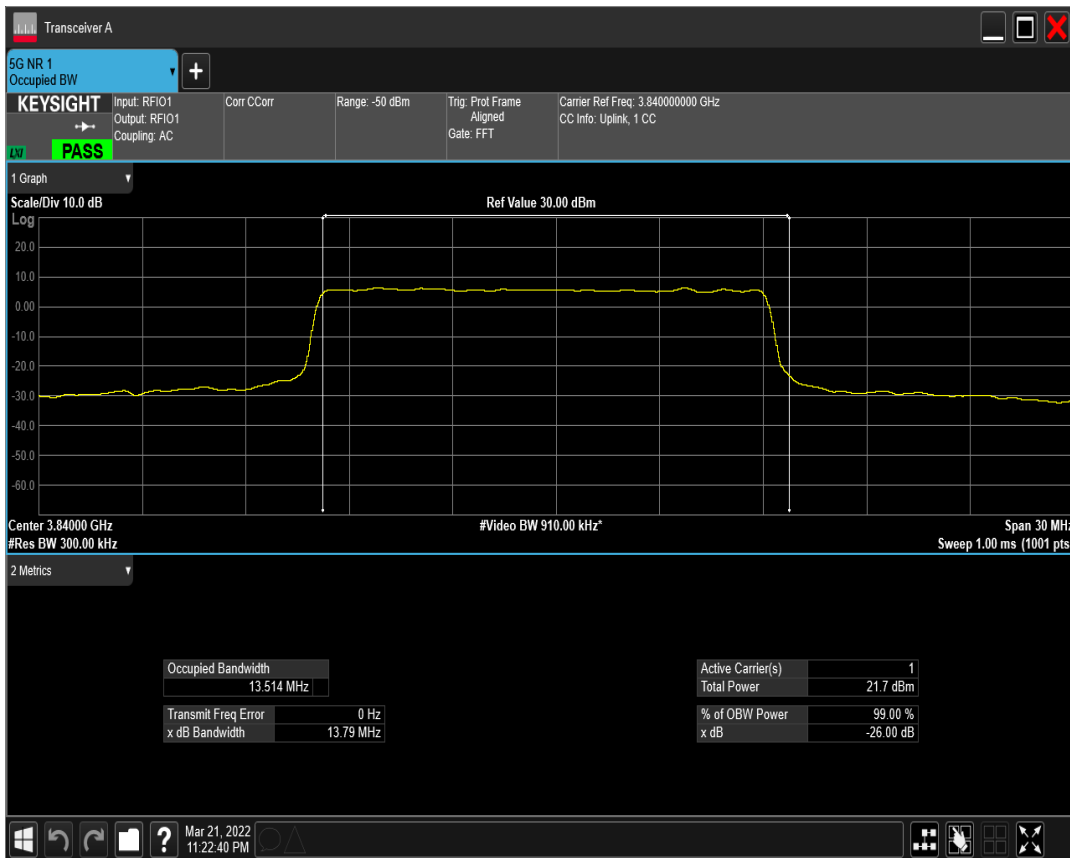 Transceiver A
5G NR 1
Occupied BW
KEYSIGHT
LXI
PASS
Input: RFIO1
Output: RFIO1
Coupling: AC
Corr CCorr
Range: -50 dBm
Trig: Prot Frame
Aligned
Gate: FFT
Carrier Ref Freq: 3.840000000 GHz
CC Info: Uplink, 1 CC
1 Graph
Scale/Div 10.0 dB
Ref Value 30.00 dBm
Log
20.0
10.0
0.00
-10.0
-20.0
-30.0
-40.0
-50.0
-60.0
Center 3.84000 GHz
#Video BW 910.00 kHz*
Span 30 MHz
#Res BW 300.00 kHz
Sweep 1.00 ms (1001 pts
2 Metrics
Occupied Bandwidth
13.514 MHz
Transmit Freq Error 0 Hz
x dB Bandwidth 13.79 MHz
Active Carrier(s) 1
Total Power 21.7 dBm
% of OBW Power 99.00 %
x dB -26.00 dB
Mar 21, 2022
11:22:40 PM